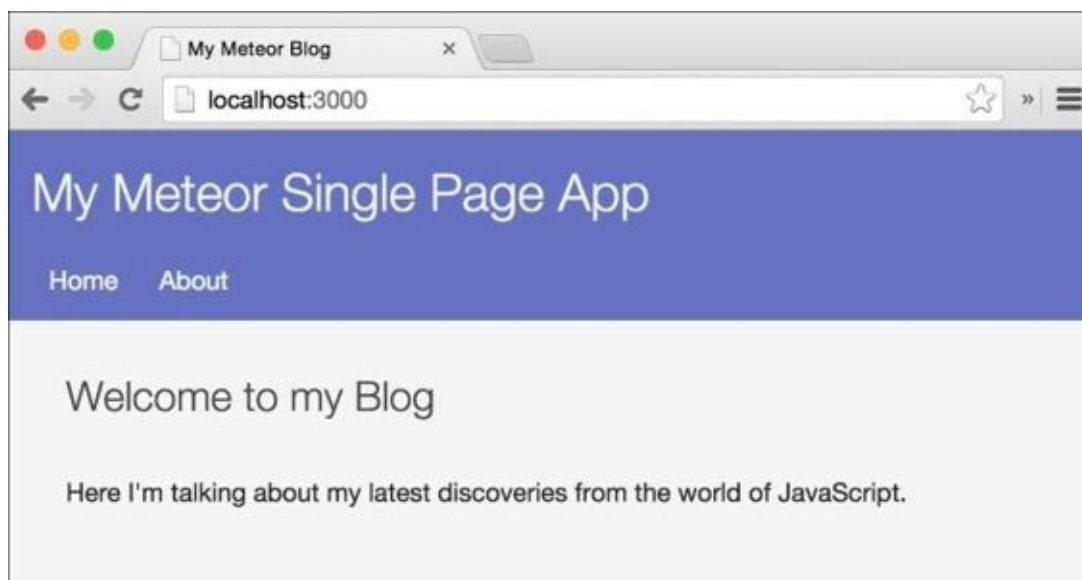 My Meteor Blog
localhost:3000
My Meteor Single Page App
Home About
Welcome to my Blog
Here I'm talking about my latest discoveries from the world of JavaScript.